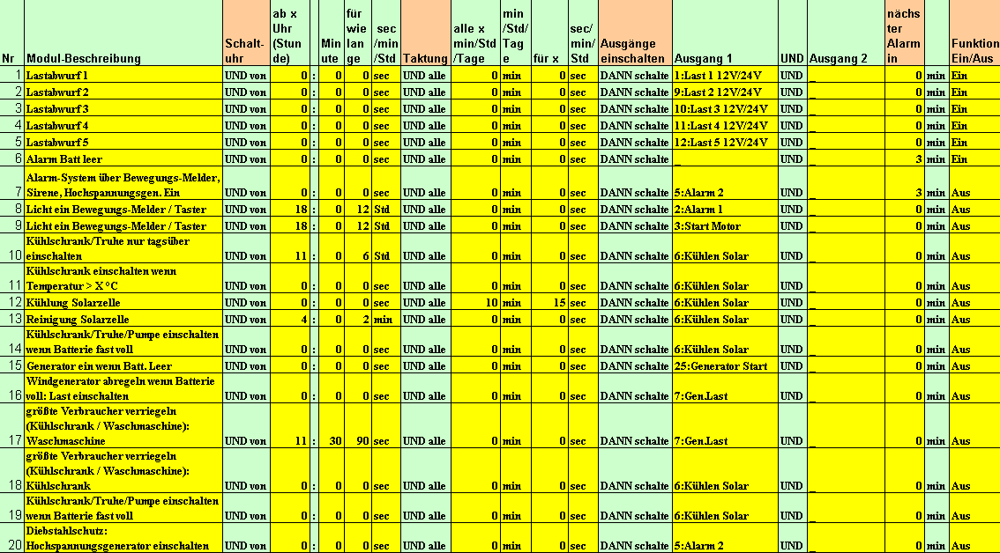 Nr Modul-Beschreibung Schalt-uhr ab x Uhr (Stun de) Min ute für wie lan ge sec /min /Std Taktung alle x min/Std /Tage min /Std/ Tag e für x sec/ min/ Std Ausgänge einschalten Ausgang 1 UND Ausgang 2 nächs ter Alarm in Funktion Ein/Aus
1 Lastabwurf 1 UND von 0 : 0 0 sec UND alle 0 min 0 sec DANN schalte 1:Last 1 12V/24V UND _ 0 min Ein
2 Lastabwurf 2 UND von 0 : 0 0 sec UND alle 0 min 0 sec DANN schalte 9:Last 2 12V/24V UND _ 0 min Ein
3 Lastabwurf 3 UND von 0 : 0 0 sec UND alle 0 min 0 sec DANN schalte 10:Last 3 12V/24V UND _ 0 min Ein
4 Lastabwurf 4 UND von 0 : 0 0 sec UND alle 0 min 0 sec DANN schalte 11:Last 4 12V/24V UND _ 0 min Ein
5 Lastabwurf 5 UND von 0 : 0 0 sec UND alle 0 min 0 sec DANN schalte 12:Last 5 12V/24V UND _ 0 min Ein
6 Alarm Batt leer UND von 0 : 0 0 sec UND alle 0 min 0 sec DANN schalte _ UND _ 3 min Ein
Alarm-System über Bewegungs-Melder,
7 Sirene, Hochspannungsgen. Ein UND von 0 : 0 0 sec UND alle 0 min 0 sec DANN schalte 5:Alarm 2 UND _ 3 min Aus
8 Licht ein Bewegungs-Melder / Taster UND von 18 : 0 12 Std UND alle 0 min 0 sec DANN schalte 2:Alarm 1 UND _ 0 min Aus
9 Licht ein Bewegungs-Melder / Taster UND von 18 : 0 12 Std UND alle 0 min 0 sec DANN schalte 3:Start Motor UND _ 0 min Aus
Kühlschrank/Truhe nur tagsüber
10 einschalten UND von 11 : 0 6 Std UND alle 0 min 0 sec DANN schalte 6:Kühlen Solar UND _ 0 min Aus
Kühlschrank einschalten wenn
11 Temperatur > X °C UND von 0 : 0 0 sec UND alle 0 min 0 sec DANN schalte 6:Kühlen Solar UND _ 0 min Aus
12 Kühlung Solarzelle UND von 0 : 0 0 sec UND alle 10 min 15 sec DANN schalte 6:Kühlen Solar UND _ 0 min Aus
13 Reinigung Solarzelle UND von 4 : 0 2 min UND alle 0 min 0 sec DANN schalte 6:Kühlen Solar UND _ 0 min Aus
Kühlschrank/Truhe/Pumpe einschalten
14 wenn Batterie fast voll UND von 0 : 0 0 sec UND alle 0 min 0 sec DANN schalte 6:Kühlen Solar UND _ 0 min Aus
15 Generator ein wenn Batt. Leer UND von 0 : 0 0 sec UND alle 0 min 0 sec DANN schalte 25:Generator Start UND _ 0 min Aus
Windgenerator abregeln wenn Batterie
16 voll: Last einschalten UND von 0 : 0 0 sec UND alle 0 min 0 sec DANN schalte 7:Gen.Last UND _ 0 min Aus
größte Verbraucher verriegeln
(Kühlschrank / Waschmaschine):
17 Waschmaschine UND von 11 : 30 90 sec UND alle 0 min 0 sec DANN schalte 7:Gen.Last UND _ 0 min Aus
größte Verbraucher verriegeln
(Kühlschrank / Waschmaschine):
18 Kühlschrank UND von 0 : 0 0 sec UND alle 0 min 0 sec DANN schalte 6:Kühlen Solar UND _ 0 min Aus
Kühlschrank/Truhe/Pumpe einschalten
19 wenn Batterie fast voll UND von 0 : 0 0 sec UND alle 0 min 0 sec DANN schalte 6:Kühlen Solar UND _ 0 min Aus
Diebstahlschutz:
20 Hochspannungsgenerator einschalten UND von 0 : 0 0 sec UND alle 0 min 0 sec DANN schalte 5:Alarm 2 UND _ 0 min Aus